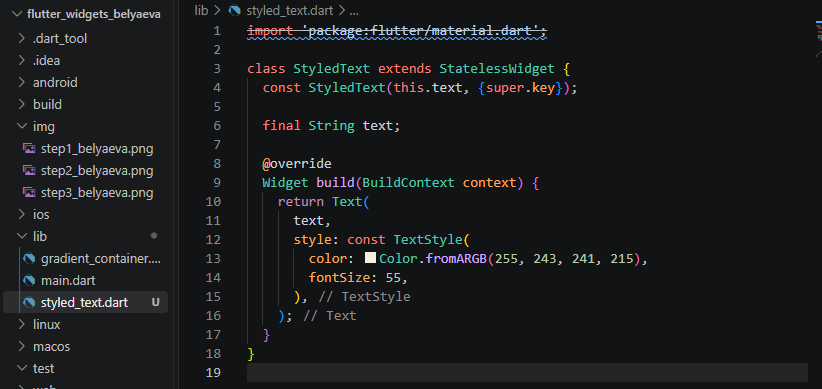 flutter_widgets_belyaeva
.dart_tool
.idea
android
build
img
step1_belyaeva.png
step2_belyaeva.png
step3_belyaeva.png
ios
lib
gradient_container....
main.dart
styled_text.dart U
linux
macos
test
lib > styled_text.dart > ...
1 import 'package:flutter/material.dart';
2
3 class StyledText extends StatelessWidget {
4 const StyledText(this.text, {super.key});
5
6 final String text;
7
8 @override
9 Widget build(BuildContext context) {
10 return Text(
11 text,
12 style: const TextStyle(
13 color: Color.fromARGB(255, 243, 241, 215),
14 fontSize: 55,
15 ), // TextStyle
16 ); // Text
17 }
18 }
19